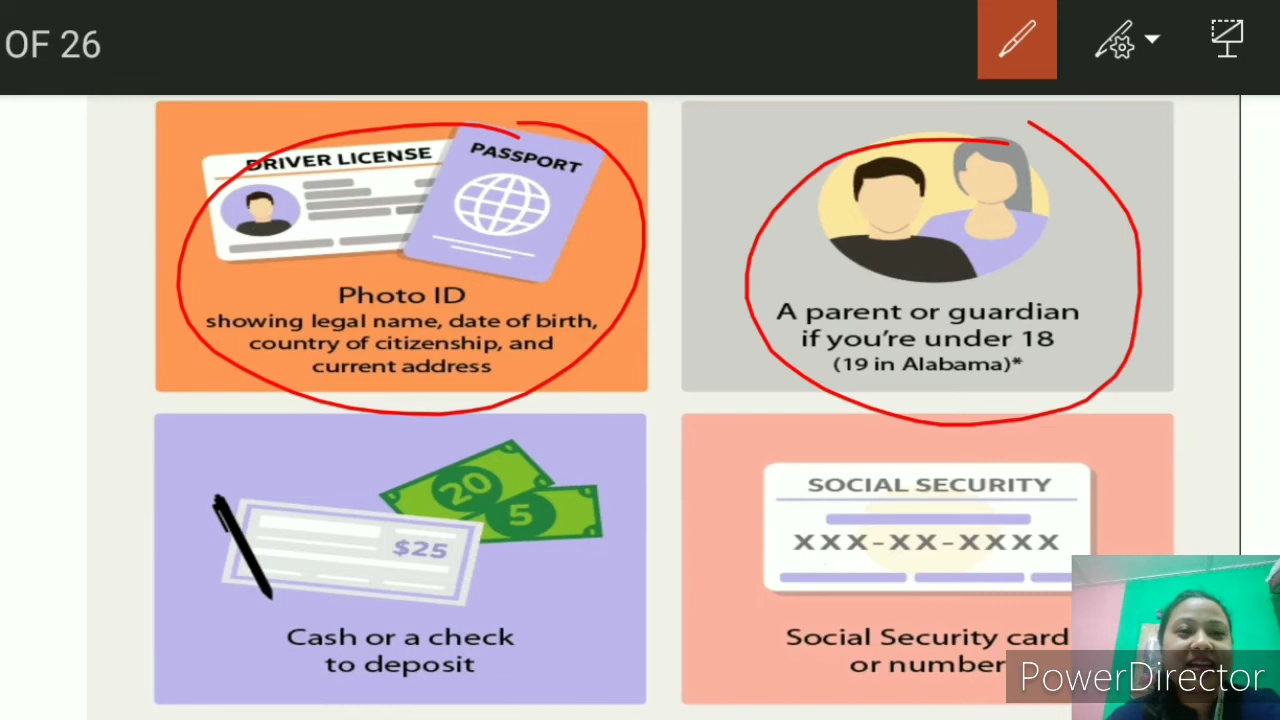 OF 26
DRIVER LICENSE
PASSPORT
Photo ID
showing legal name, date of birth,
country of citizenship, and
current address
A parent or guardian
if you're under 18
(19 in Alabama)*
20
5
$25
Cash or a check
to deposit
SOCIAL SECURITY
XXX-XX-XXXX
Social Security card
or number
PowerDirector